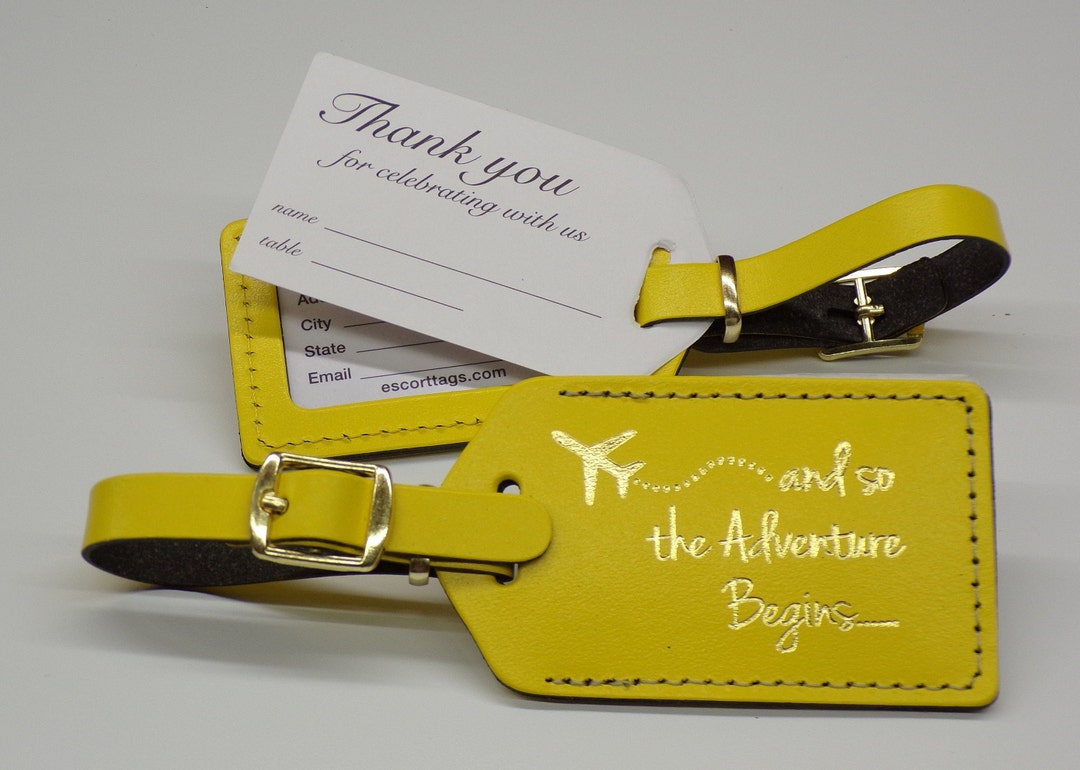 Thank you
for celebrating with us
name
table
City
State
Email
escorttags.com
and so
the Adventure
Begins.....